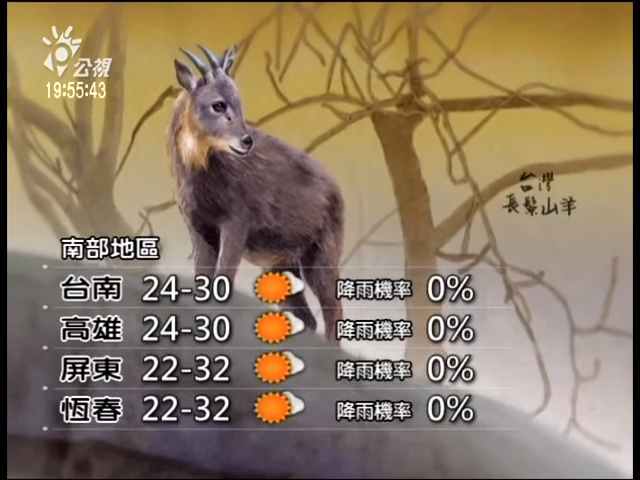 公視
19:55:43
台灣
長鬃山羊
南部地區
台南 24-30 降雨機率 0%
高雄 24-30 降雨機率 0%
屏東 22-32 降雨機率 0%
恆春 22-32 降雨機率 0%